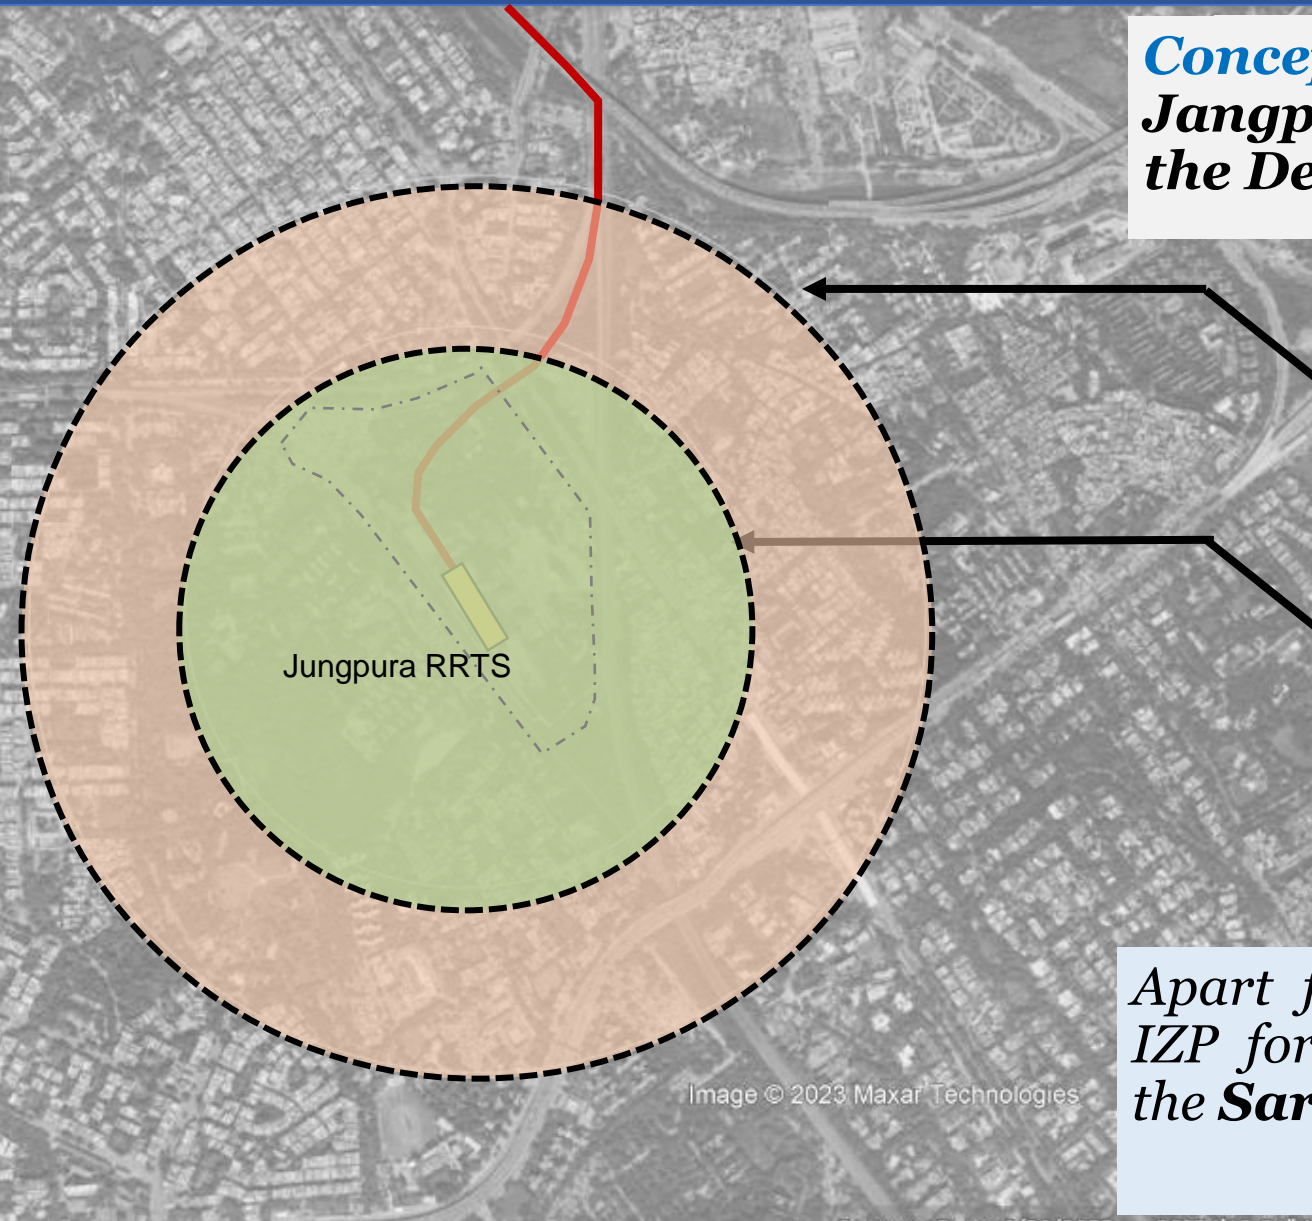 Conce
Jangp
the De
Jungpura RRTS
Image © 2023 Maxar Technologies
Apart f
IZP for
the Sar